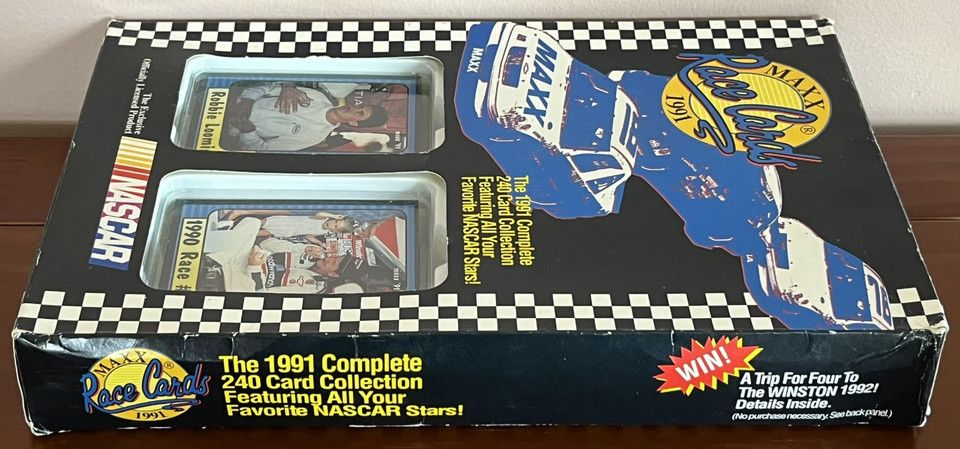 MAXX
Race Cards
®
1991
MAXX
MAXX
The 1991 Complete
240 Card Collection
Featuring All Your
Favorite NASCAR Stars!
The Exclusive
Officially Licensed Product
NASCAR
Robbie Loomi
1990 Race #
MAXX ®
Race Cards
1991
The 1991 Complete
240 Card Collection
Featuring All Your
Favorite NASCAR Stars!
WIN!
A Trip For Four To
The WINSTON 1992!
Details Inside.
(No purchase necessary. See back panel.)